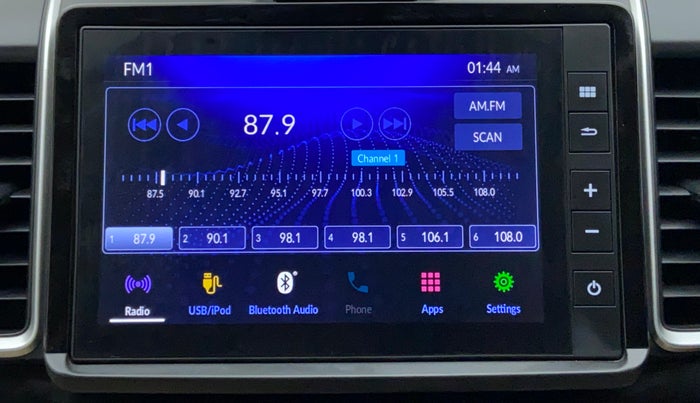 FM1 01:44 AM
AM.FM
87.9
SCAN
Channel 1
87.5 90.1 92.7 95.1 97.7 100.3 102.9 105.5 108.0
1 87.9 2 90.1 3 98.1 4 98.1 5 106.1 6 108.0
Radio USB/iPod Bluetooth Audio Phone Apps Settings